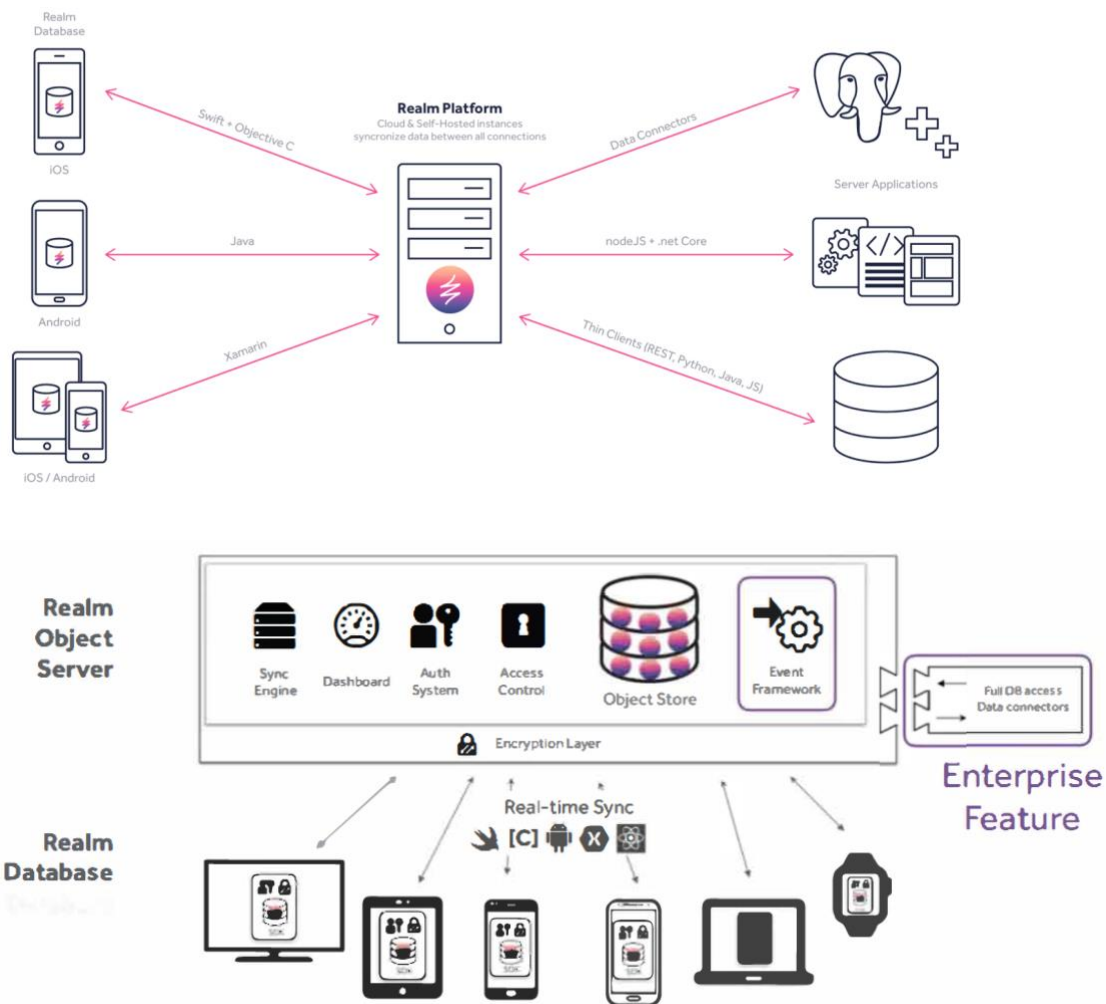 Realm
Database
iOS
Swift + Objective C
Realm Platform
Cloud & Self-Hosted instances
syncronize data between all connections
Data Connectors
Server Applications
Java
nodeJS + .net Core
Android
Xamarin
Thin Clients (REST, Python, Java, JS)
iOS / Android
Realm
Object
Server
Sync
Engine
Dashboard
Auth
System
Access
Control
Object Store
Event
Framework
Full DB access
Data connectors
Encryption Layer
Enterprise
Feature
Real-time Sync
[C]
X
Realm
Database
SDK
SDK
SDK
SDK